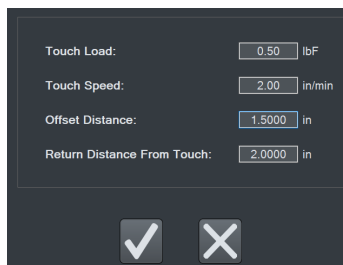 Touch Load: 0.50 lbF
Touch Speed: 2.00 in/min
Offset Distance: 1.5000 in
Return Distance From Touch: 2.0000 in